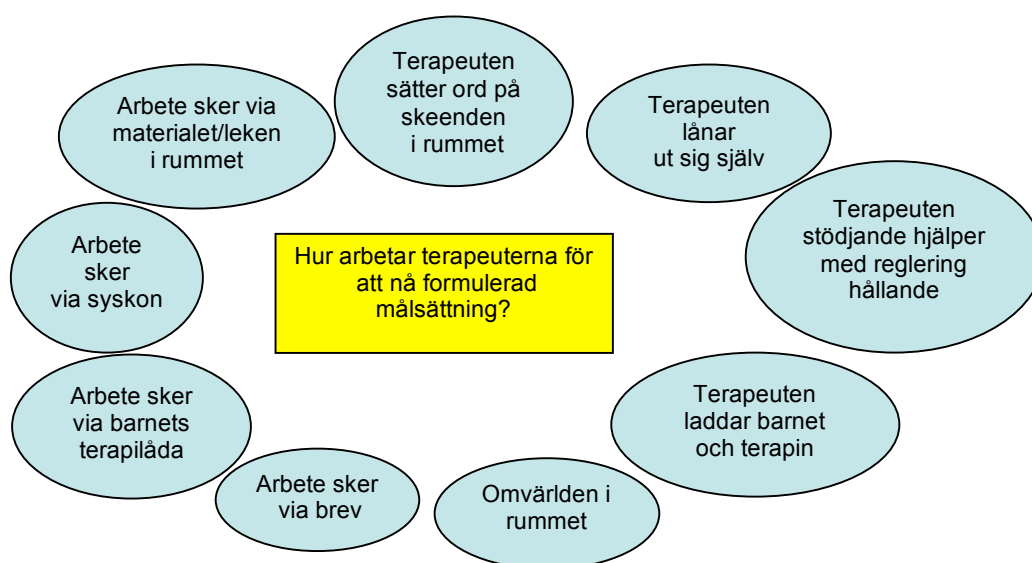 Terapeuten
sätter ord på
skeenden
i rummet
Arbete sker via
materialet/leken
i rummet
Terapeuten
lånar
ut sig själv
Terapeuten
stödjande hjälper
med reglering
hållande
Arbete
sker
via syskon
Hur arbetar terapeuterna för
att nå formulerad
målsättning?
Terapeuten
laddar barnet
och terapin
Arbete sker
via barnets
terapilåda
Arbete sker
via brev
Omvärlden i
rummet